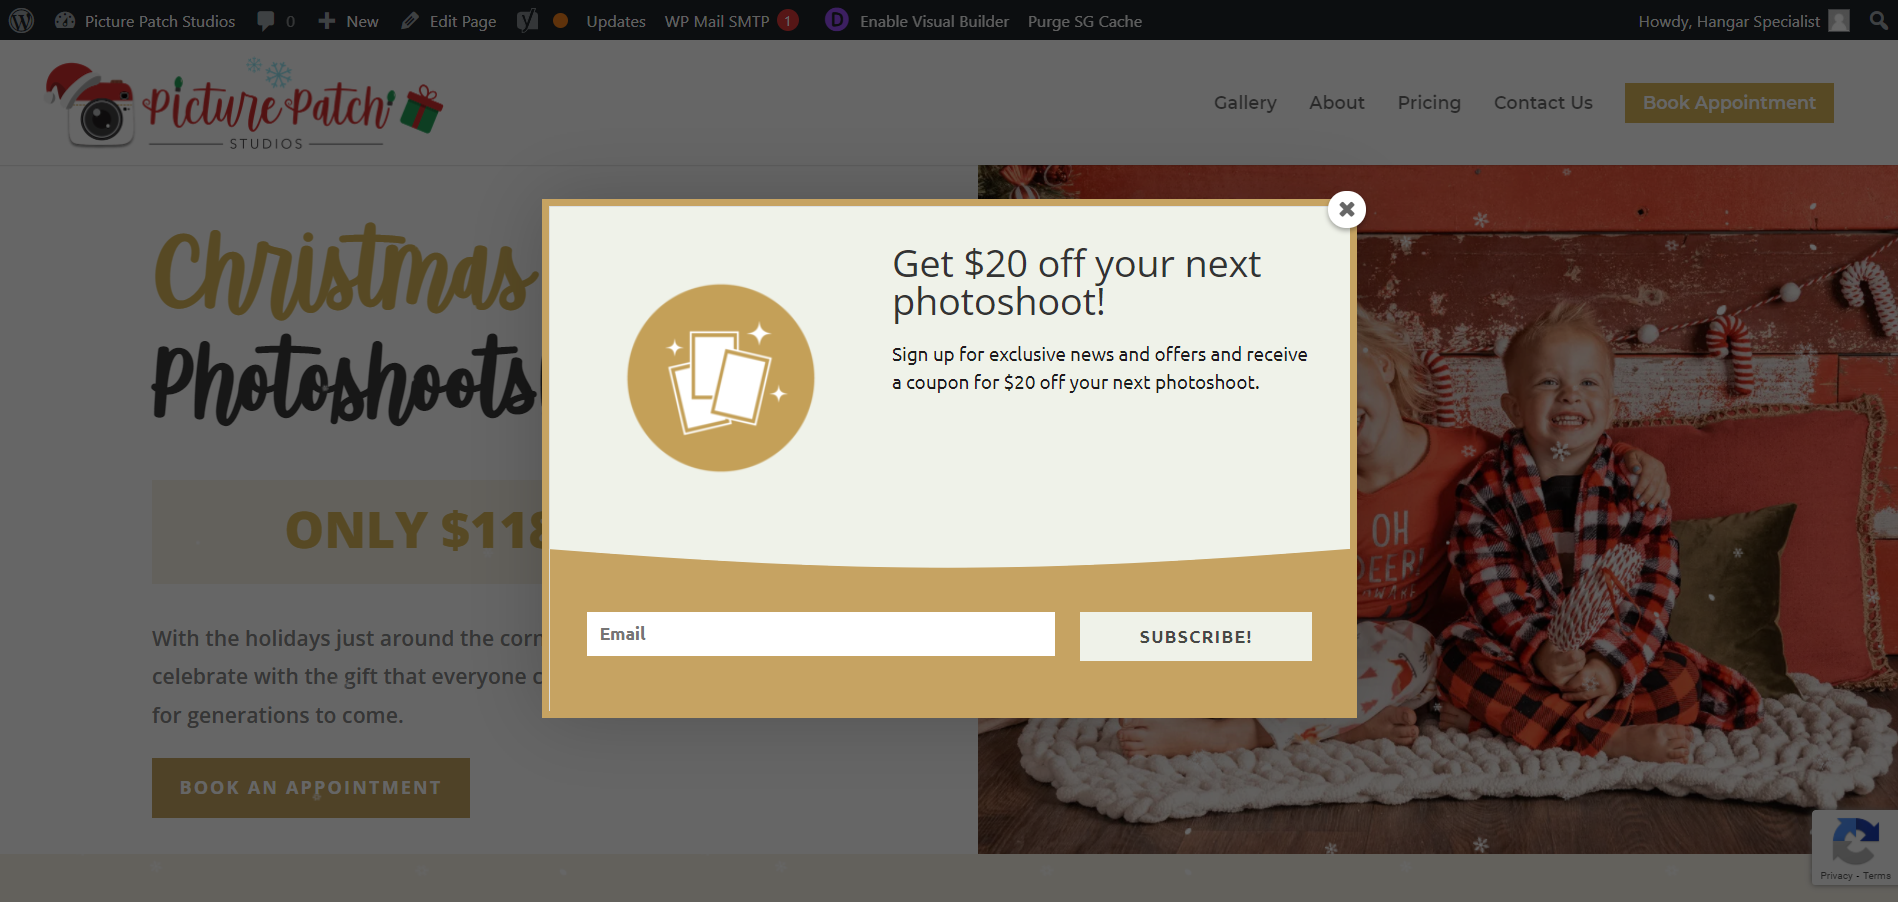 Picture Patch Studios 0 New Edit Page Updates WP Mail SMTP 1 D Enable Visual Builder Purge SG Cache Howdy, Hangar Specialist
Picture Patch
STUDIOS
Gallery About Pricing Contact Us Book Appointment
Christmas
Photoshoots
ONLY $118
With the holidays just around the corn
celebrate with the gift that everyone c
for generations to come.
BOOK AN APPOINTMENT
Get $20 off your next
photoshoot!
Sign up for exclusive news and offers and receive
a coupon for $20 off your next photoshoot.
Email
SUBSCRIBE!
OH
DEER!
Privacy - Terms